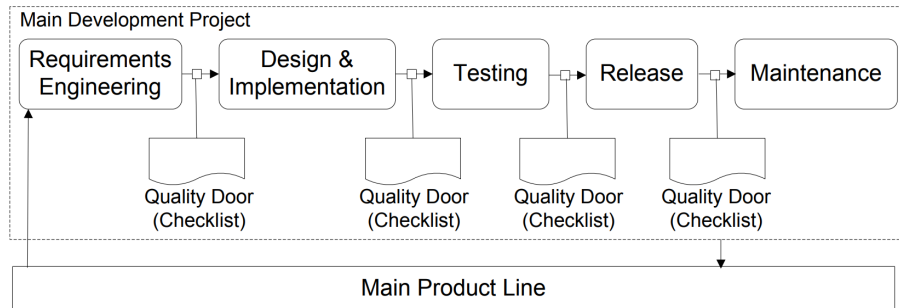 Main Development Project
Requirements
Engineering
Design &
Implementation
Testing
Release
Maintenance
Quality Door
(Checklist)
Quality Door
(Checklist)
Quality Door
(Checklist)
Quality Door
(Checklist)
Main Product Line